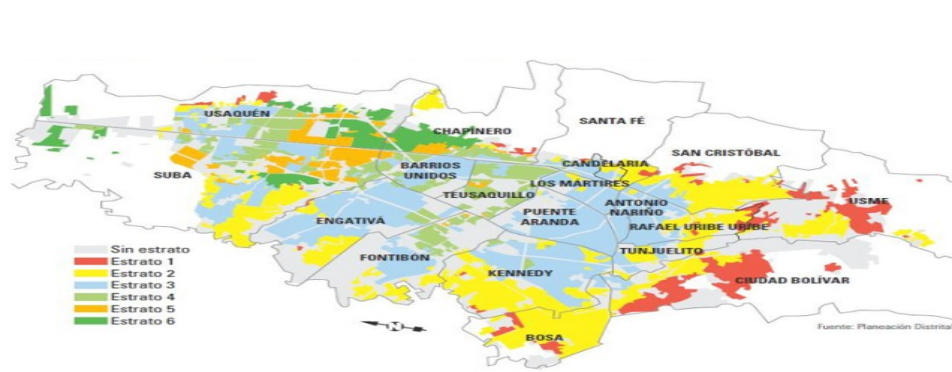 SANTA FÉ
USAQUÉN
CHAPINERO
SAN CRISTÓBAL
CANDELARIA
BARRIOS
UNIDOS
SUBA
LOS MÁRTIRES
TEUSAQUILLO
ANTONIO
NARIÑO
USME
PUENTE
ARANDA
ENGATIVÁ
RAFAEL URIBE URIBE
TUNJUELITO
FONTIBÓN
KENNEDY
CIUDAD BOLÍVAR
BOSA
Sin estrato
Estrato 1
Estrato 2
Estrato 3
Estrato 4
Estrato 5
Estrato 6
N
Fuente: Planeación Distrital